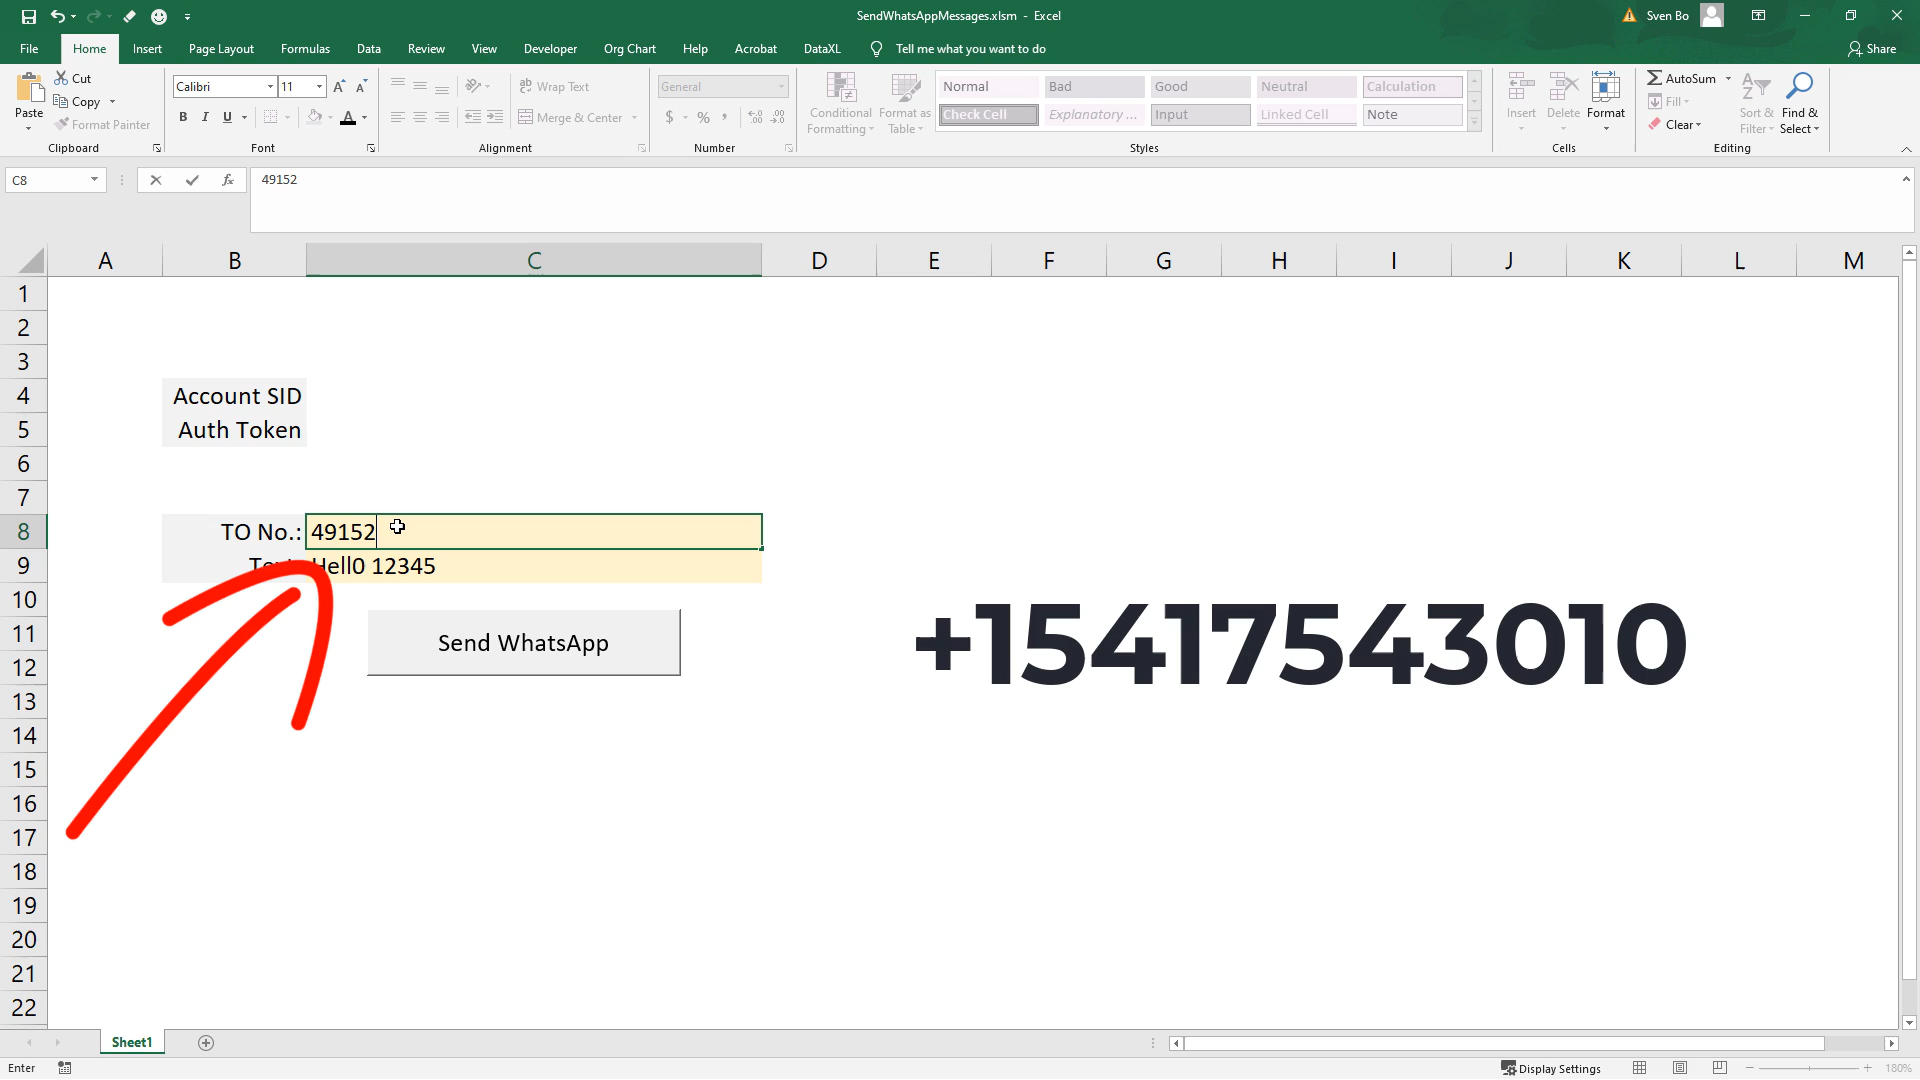 SendWhatsAppMessages.xlsm - Excel
Sven Bo
File Home Insert Page Layout Formulas Data Review View Developer Org Chart Help Acrobat DataXL Tell me what you want to do Share
Paste
Cut
Copy
Format Painter
Clipboard
Calibri 11
B I U A
Font
Wrap Text
Merge & Center
Alignment
General
$ % ,
Number
Conditional Formatting
Format as Table
Normal Bad Good Neutral Calculation
Check Cell Explanatory ... Input Linked Cell Note
Styles
Insert Delete Format
Cells
AutoSum
Fill
Clear
Sort & Filter
Find & Select
Editing
C8 fx 49152
A B C D E F G H I J K L M
1
2
3
4 Account SID
5 Auth Token
6
7
8 TO No.: 49152
9 Hell0 12345
10
11 Send WhatsApp +15417543010
12
13
14
15
16
17
18
19
20
21
22
Sheet1
Enter Display Settings 180%